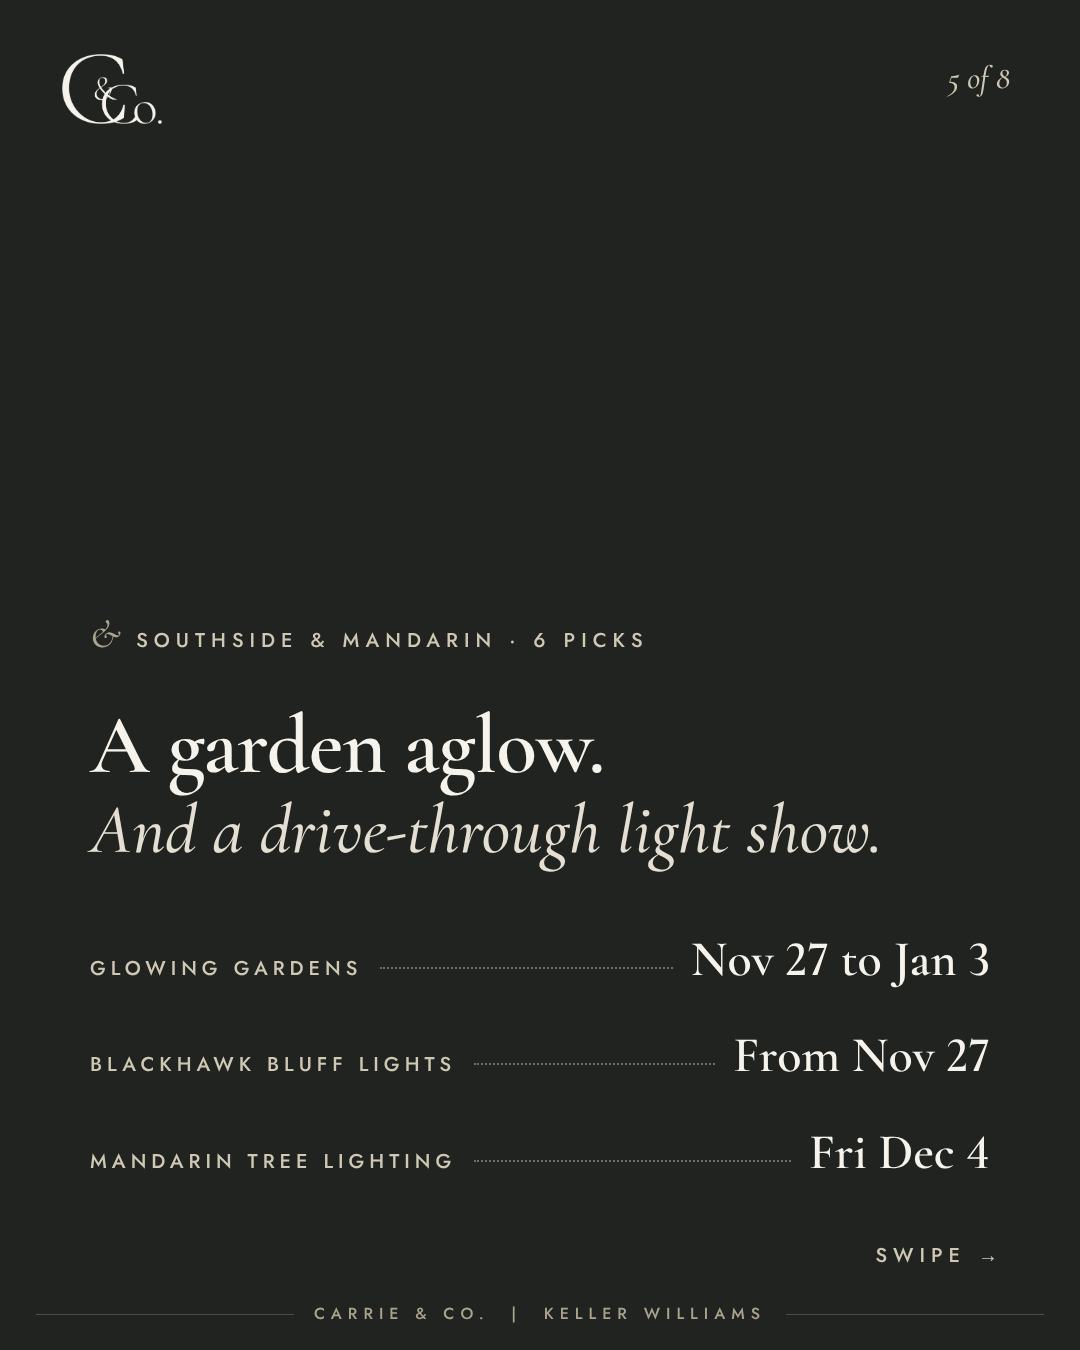 C&Co.
5 of 8
& SOUTHSIDE & MANDARIN · 6 PICKS
A garden aglow.
And a drive-through light show.
GLOWING GARDENS Nov 27 to Jan 3
BLACKHAWK BLUFF LIGHTS From Nov 27
MANDARIN TREE LIGHTING Fri Dec 4
SWIPE →
CARRIE & CO. | KELLER WILLIAMS